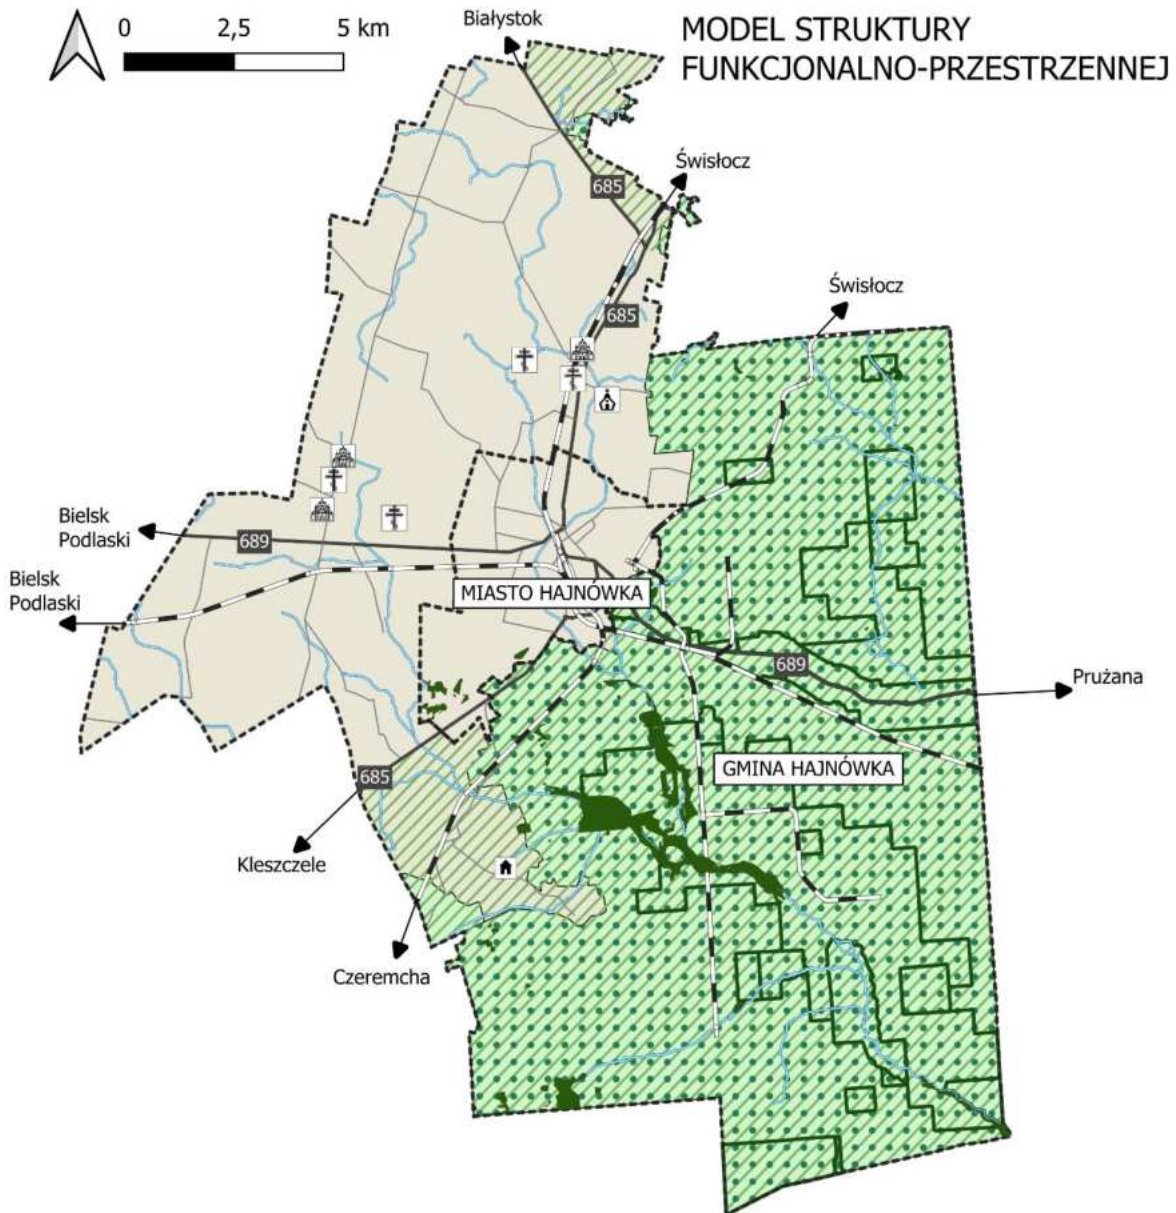 Białystok
MODEL STRUKTURY
FUNKCJONALNO-PRZESTRZENNEJ
0 2,5 5 km
Świsłocz
685
Świsłocz
685
Bielsk
Podlaski
689
Bielsk
Podlaski
MIASTO HAJNÓWKA
689
Prużana
GMINA HAJNÓWKA
685
Kleszczele
Czeremcha